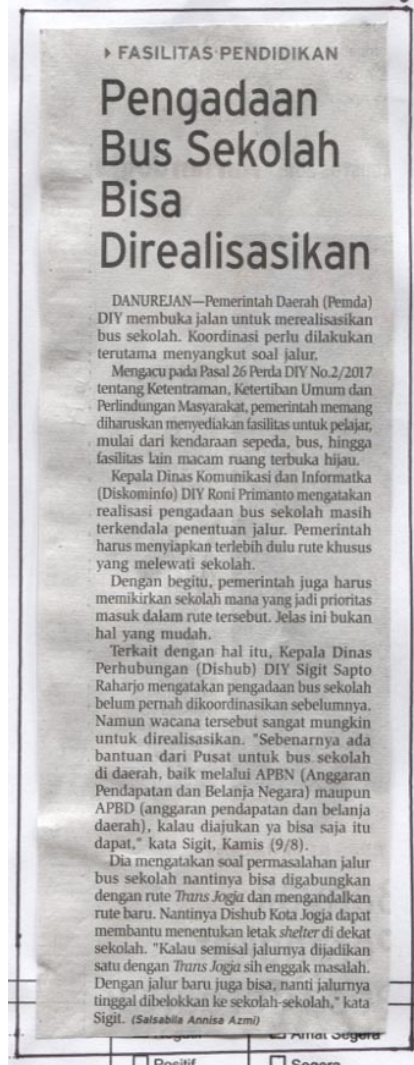 ▸ FASILITAS PENDIDIKAN
Pengadaan
Bus Sekolah
Bisa
Direalisasikan
DANUREJAN—Pemerintah Daerah (Pemda)
DIY membuka jalan untuk merealisasikan
bus sekolah. Koordinasi perlu dilakukan
terutama menyangkut soal jalur.
Mengacu pada Pasal 26 Perda DIY No.2/2017
tentang Ketentraman, Ketertiban Umum dan
Perlindungan Masyarakat, pemerintah memang
diharuskan menyediakan fasilitas untuk pelajar,
mulai dari kendaraan sepeda, bus, hingga
fasilitas lain macam ruang terbuka hijau.
Kepala Dinas Komunikasi dan Informatka
(Diskominfo) DIY Roni Primanto mengatakan
realisasi pengadaan bus sekolah masih
terkendala penentuan jalur. Pemerintah
harus menyiapkan terlebih dulu rute khusus
yang melewati sekolah.
Dengan begitu, pemerintah juga harus
memikirkan sekolah mana yang jadi prioritas
masuk dalam rute tersebut. Jelas ini bukan
hal yang mudah.
Terkait dengan hal itu, Kepala Dinas
Perhubungan (Dishub) DIY Sigit Sapto
Raharjo mengatakan pengadaan bus sekolah
belum pernah dikoordinasikan sebelumnya.
Namun wacana tersebut sangat mungkin
untuk direalisasikan. "Sebenarnya ada
bantuan dari Pusat untuk bus sekolah
di daerah, baik melalui APBN (Anggaran
Pendapatan dan Belanja Negara) maupun
APBD (anggaran pendapatan dan belanja
daerah), kalau diajukan ya bisa saja itu
dapat," kata Sigit, Kamis (9/8).
Dia mengatakan soal permasalahan jalur
bus sekolah nantinya bisa digabungkan
dengan rute Trans Jogja dan mengandalkan
rute baru. Nantinya Dishub Kota Jogja dapat
membantu menentukan letak shelter di dekat
sekolah. "Kalau semisal jalurnya dijadikan
satu dengan Trans Jogja sih enggak masalah.
Dengan jalur baru juga bisa, nanti jalurnya
tinggal dibelokkan ke sekolah-sekolah," kata
Sigit. (Salsabila Annisa Azmi)
Amat Segera
Positif Segera